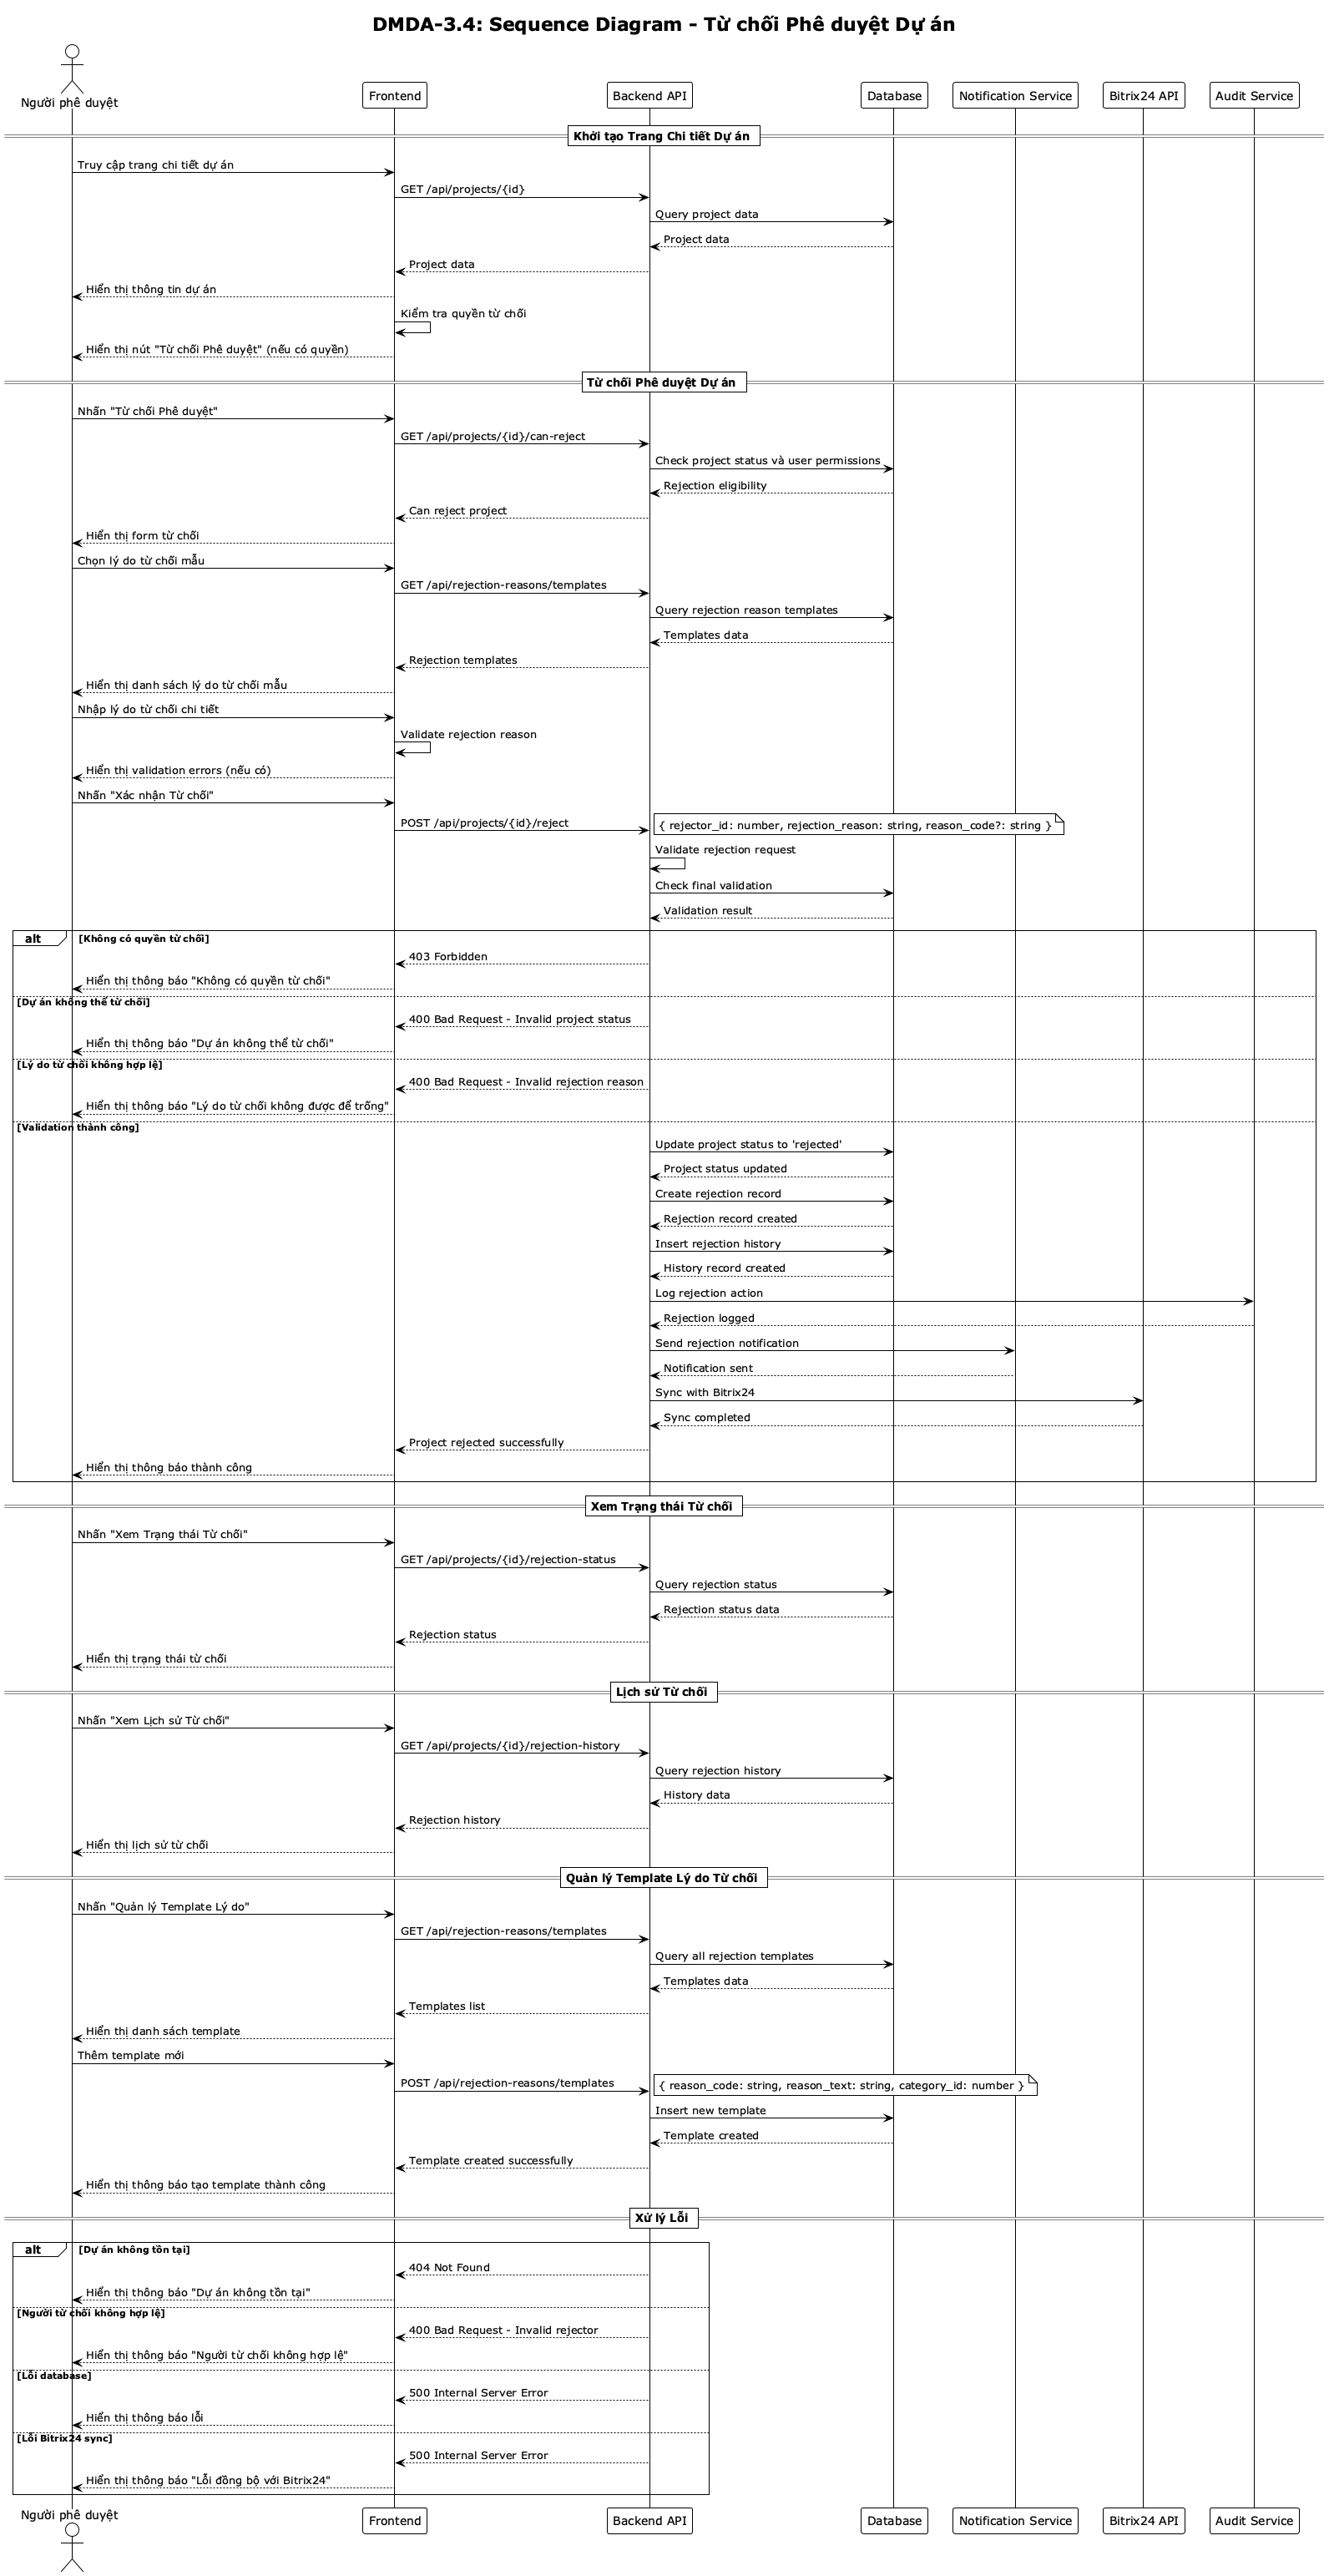 DMDA-3.4: Sequence Diagram - Từ chối Phê duyệt Dự án
Người phê duyệt
Frontend
Backend API
Database
Notification Service
Bitrix24 API
Audit Service
Khởi tạo Trang Chi tiết Dự án
Truy cập trang chi tiết dự án
GET /api/projects/{id}
Query project data
Project data
Project data
Hiển thị thông tin dự án
Kiểm tra quyền từ chối
Hiển thị nút "Từ chối Phê duyệt" (nếu có quyền)
Từ chối Phê duyệt Dự án
Nhấn "Từ chối Phê duyệt"
GET /api/projects/{id}/can-reject
Check project status và user permissions
Rejection eligibility
Can reject project
Hiển thị form từ chối
Chọn lý do từ chối mẫu
GET /api/rejection-reasons/templates
Query rejection reason templates
Templates data
Rejection templates
Hiển thị danh sách lý do từ chối mẫu
Nhập lý do từ chối chi tiết
Validate rejection reason
Hiển thị validation errors (nếu có)
Nhấn "Xác nhận Từ chối"
POST /api/projects/{id}/reject
{ rejector_id: number, rejection_reason: string, reason_code?: string }
Validate rejection request
Check final validation
Validation result
alt
[Không có quyền từ chối]
403 Forbidden
Hiển thị thông báo "Không có quyền từ chối"
[Dự án không thể từ chối]
400 Bad Request - Invalid project status
Hiển thị thông báo "Dự án không thể từ chối"
[Lý do từ chối không hợp lệ]
400 Bad Request - Invalid rejection reason
Hiển thị thông báo "Lý do từ chối không được để trống"
[Validation thành công]
Update project status to 'rejected'
Project status updated
Create rejection record
Rejection record created
Insert rejection history
History record created
Log rejection action
Rejection logged
Send rejection notification
Notification sent
Sync with Bitrix24
Sync completed
Project rejected successfully
Hiển thị thông báo thành công
Xem Trạng thái Từ chối
Nhấn "Xem Trạng thái Từ chối"
GET /api/projects/{id}/rejection-status
Query rejection status
Rejection status data
Rejection status
Hiển thị trạng thái từ chối
Lịch sử Từ chối
Nhấn "Xem Lịch sử Từ chối"
GET /api/projects/{id}/rejection-history
Query rejection history
History data
Rejection history
Hiển thị lịch sử từ chối
Quản lý Template Lý do Từ chối
Nhấn "Quản lý Template Lý do"
GET /api/rejection-reasons/templates
Query all rejection templates
Templates data
Templates list
Hiển thị danh sách template
Thêm template mới
POST /api/rejection-reasons/templates
{ reason_code: string, reason_text: string, category_id: number }
Insert new template
Template created
Template created successfully
Hiển thị thông báo tạo template thành công
Xử lý Lỗi
alt
[Dự án không tồn tại]
404 Not Found
Hiển thị thông báo "Dự án không tồn tại"
[Người từ chối không hợp lệ]
400 Bad Request - Invalid rejector
Hiển thị thông báo "Người từ chối không hợp lệ"
[Lỗi database]
500 Internal Server Error
Hiển thị thông báo lỗi
[Lỗi Bitrix24 sync]
500 Internal Server Error
Hiển thị thông báo "Lỗi đồng bộ với Bitrix24"
Người phê duyệt
Frontend
Backend API
Database
Notification Service
Bitrix24 API
Audit Service